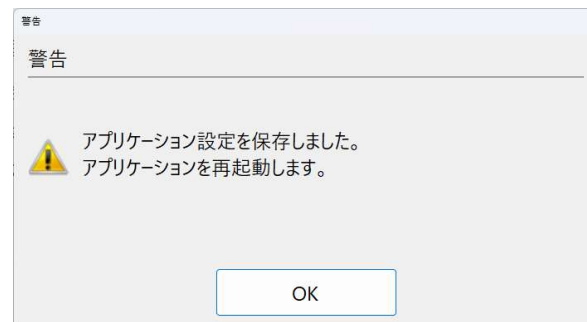 警告
警告
アプリケーション設定を保存しました。
アプリケーションを再起動します。
OK